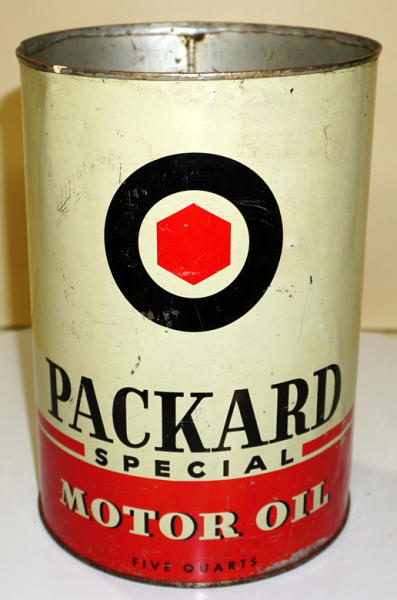 PACKARD
SPECIAL
MOTOR OIL
FIVE QUARTS